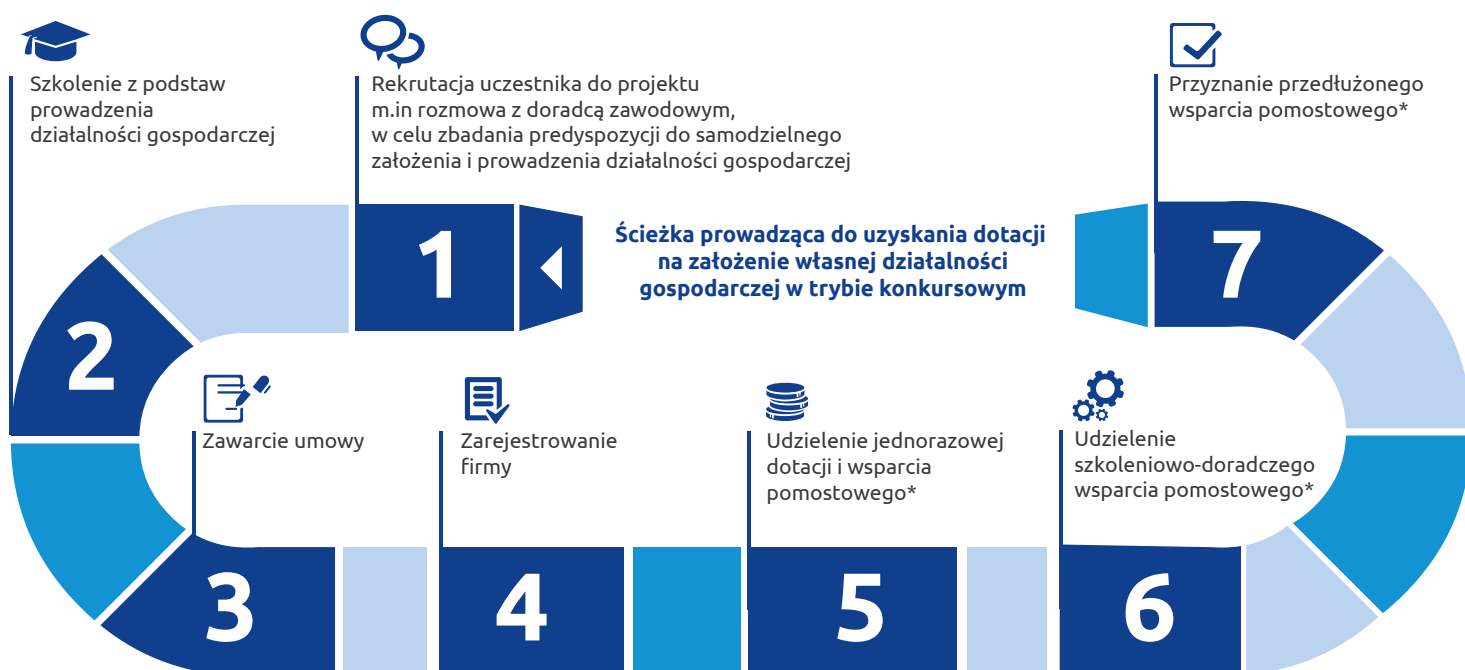 Ścieżka prowadząca do uzyskania dotacji
na założenie własnej działalności
gospodarczej w trybie konkursowym
1
Rekrutacja uczestnika do projektu
m.in rozmowa z doradcą zawodowym,
w celu zbadania predyspozycji do samodzielnego
założenia i prowadzenia działalności gospodarczej
2
Szkolenie z podstaw
prowadzenia
działalności gospodarczej
3
Zawarcie umowy
4
Zarejestrowanie
firmy
5
Udzielenie jednorazowej
dotacji i wsparcia
pomostowego*
6
Udzielenie
szkoleniowo-doradczego
wsparcia pomostowego*
7
Przyznanie przedłużonego
wsparcia pomostowego*